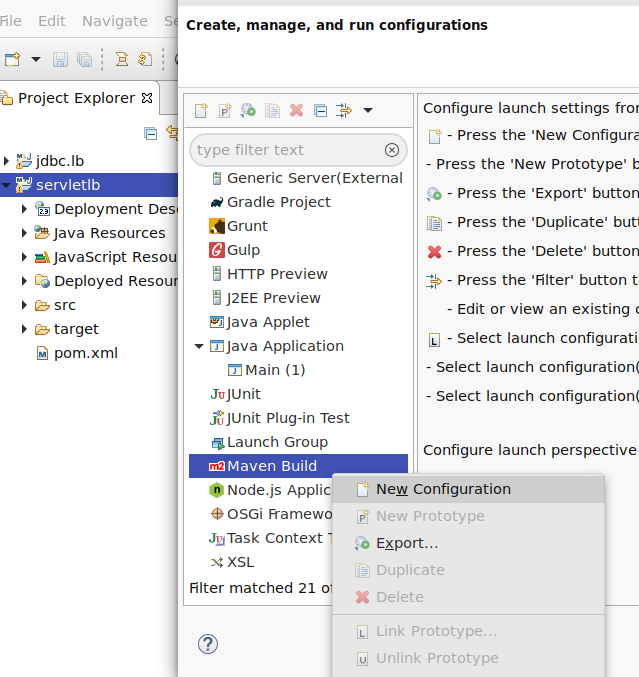 File Edit Navigate Se
Project Explorer
jdbc.lb
servletlb
Deployment Des
Java Resources
JavaScript Resou
Deployed Resour
src
target
pom.xml
Create, manage, and run configurations
type filter text
Generic Server(External
Gradle Project
Grunt
Gulp
HTTP Preview
J2EE Preview
Java Applet
Java Application
Main (1)
JUnit
JUnit Plug-in Test
Launch Group
Maven Build
Node.js Applic
OSGi Framewo
Task Context T
XSL
Filter matched 21 of
Configure launch settings from
- Press the 'New Configura
- Press the 'New Prototype' b
- Press the 'Export' button
- Press the 'Duplicate' butt
- Press the 'Delete' button
- Press the 'Filter' button to
- Edit or view an existing c
- Select launch configuratio
- Select launch configuration(
- Select launch configuration(
Configure launch perspective
New Configuration
New Prototype
Export...
Duplicate
Delete
Link Prototype...
Unlink Prototype